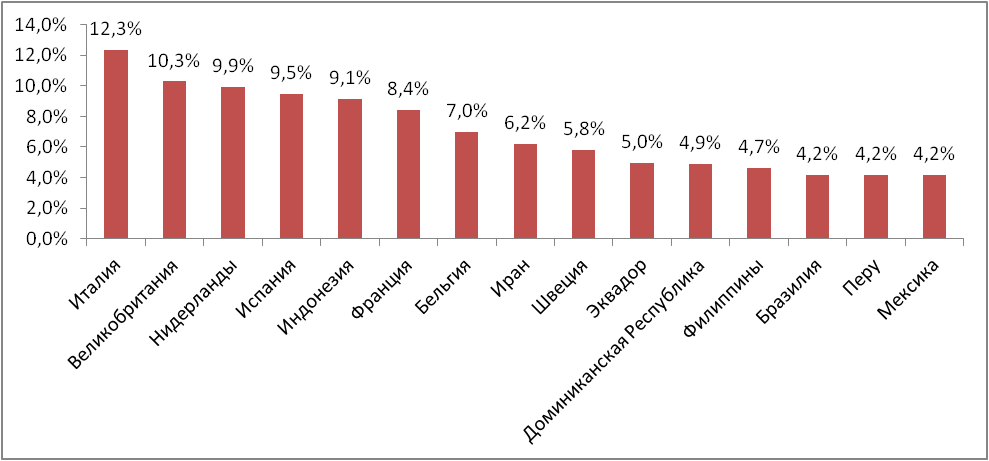 14,0%
12,0%
10,0%
8,0%
6,0%
4,0%
2,0%
0,0%
12,3%
10,3%
9,9%
9,5%
9,1%
8,4%
7,0%
6,2%
5,8%
5,0%
4,9%
4,7%
4,2%
4,2%
4,2%
Италия
Великобритания
Нидерланды
Испания
Индонезия
Франция
Бельгия
Иран
Швеция
Эквадор
Доминиканская Республика
Филиппины
Бразилия
Перу
Мексика